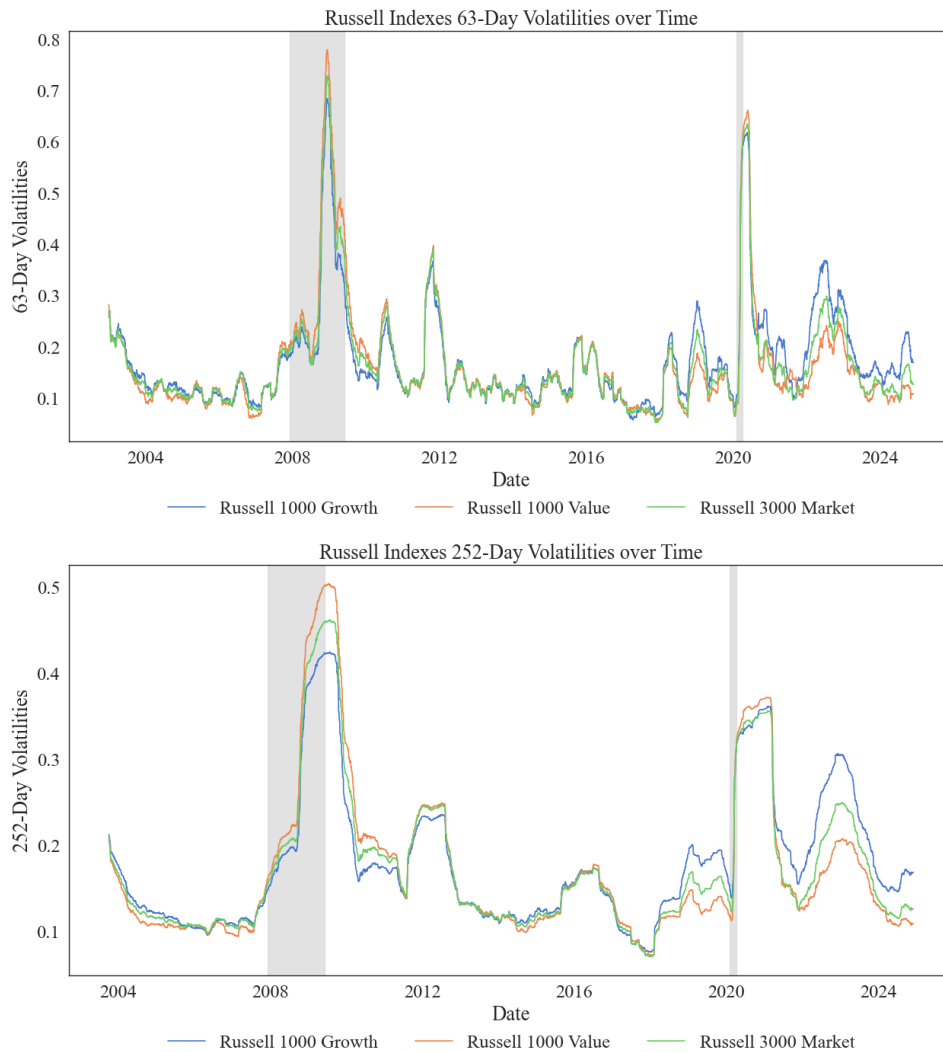 Russell Indexes 63-Day Volatilities over Time
0.8
0.7
0.6
0.5
0.4
0.3
0.2
0.1
63-Day Volatilities
2004 2008 2012 2016 2020 2024
Date
Russell 1000 Growth Russell 1000 Value Russell 3000 Market
Russell Indexes 252-Day Volatilities over Time
0.5
0.4
0.3
0.2
0.1
252-Day Volatilities
2004 2008 2012 2016 2020 2024
Date
Russell 1000 Growth Russell 1000 Value Russell 3000 Market